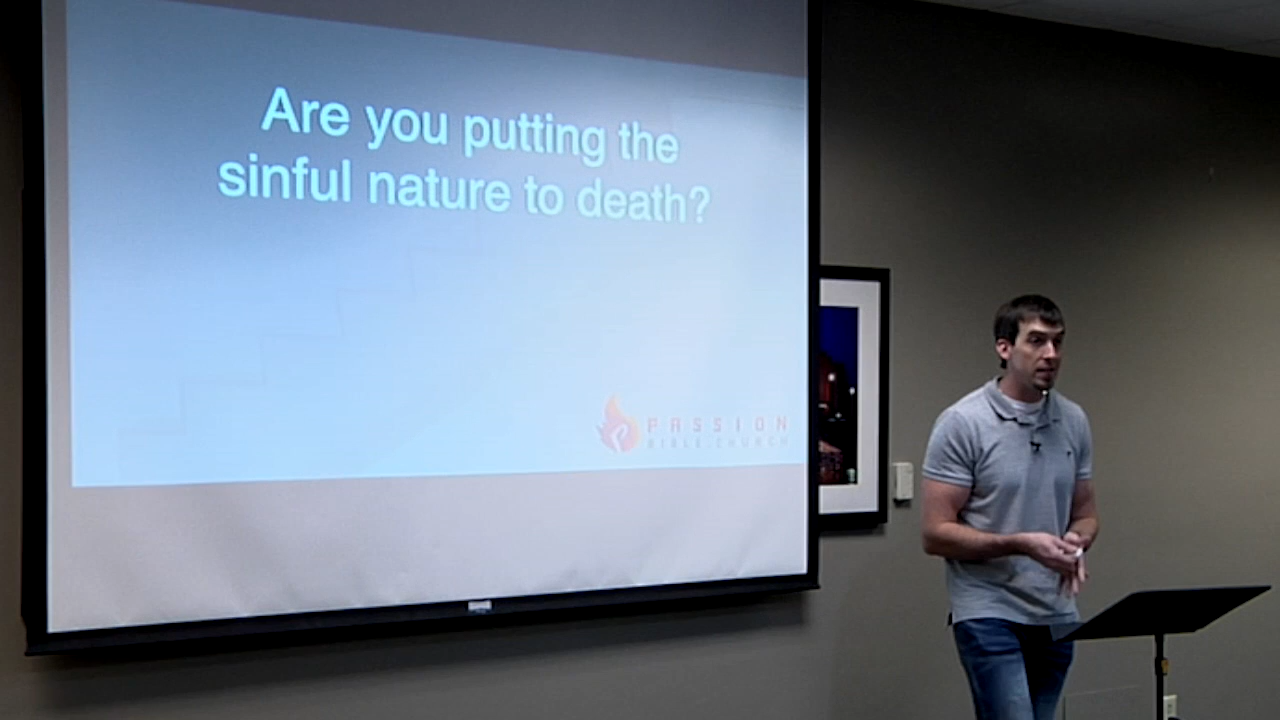 Are you putting the
sinful nature to death?
PASSION
BIBLE CHURCH